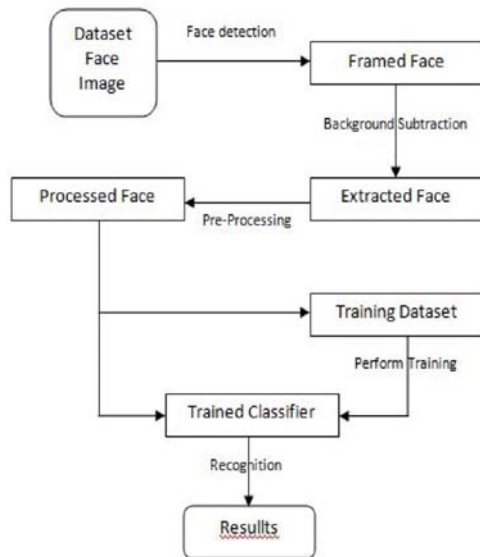 Dataset
Face
Image
Face detection
Framed Face
Background Subtraction
Extracted Face
Pre-Processing
Processed Face
Training Dataset
Perform Training
Trained Classifier
Recognition
Resullts